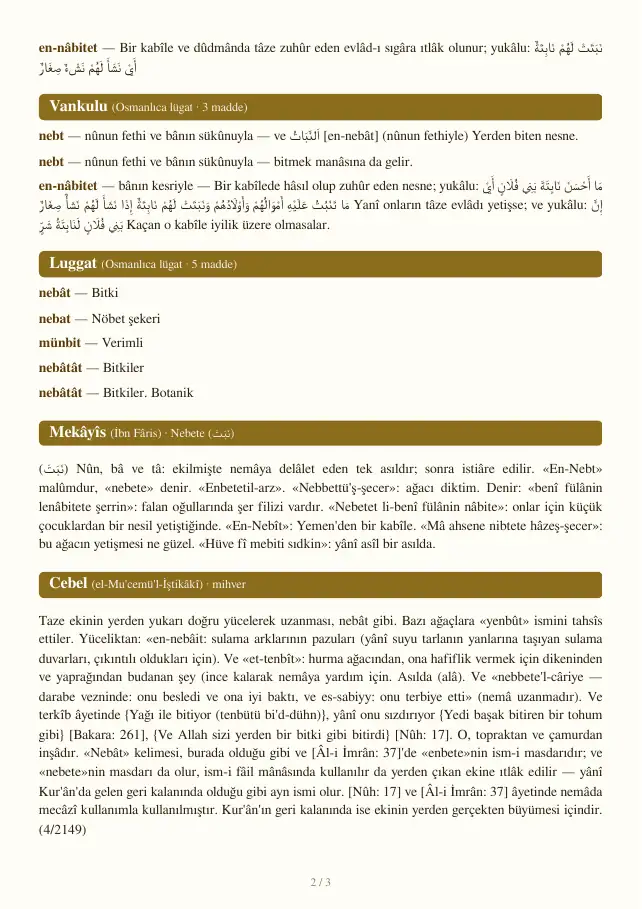 en-nâbitet — Bir kabîle ve dûdmânda tâze zuhûr eden evlâd-ı sıgâra ıtlâk olunur; yukâlu: نَبَتَتْ لَهُمْ نَابِتَةٌ
أَيْ نَشَأَ لَهُمْ نَشْءٌ صِغَارٌ
Vankulu (Osmanlıca lügat · 3 madde)
nebt — nûnun fethi ve bânın sükûnuyla — ve اَلنَّبَاتُ [en-nebât] (nûnun fethiyle) Yerden biten nesne.
nebt — nûnun fethi ve bânın sükûnuyla — bitmek manâsına da gelir.
en-nâbitet — bânın kesriyle — Bir kabîlede hâsıl olup zuhûr eden nesne; yukâlu: مَا أَحْسَنَ نَابِتَةَ بَنِي فُلَانٍ أَيْ
مَا تَنْبُتُ عَلَيْهِ أَمْوَالُهُمْ وَأَوْلَادُهُمْ وَنَبَتَتْ لَهُمْ نَابِتَةٌ إِذَا نَشَأَ لَهُمْ نَشَأٌ صِغَارٌ Yanî onların tâze evlâdı yetişse; ve yukâlu: إِنَّ
بَنِي فُلَانٍ لَنَابِتَةُ شَرٍّ Kaçan o kabîle iyilik üzere olmasalar.
Luggat (Osmanlıca lügat · 5 madde)
nebât — Bitki
nebat — Nöbet şekeri
münbit — Verimli
nebâtât — Bitkiler
nebâtât — Bitkiler. Botanik
Mekâyîs (İbn Fâris) · Nebete (نَبَتَ)
(نَبَتَ) Nûn, bâ ve tâ: ekilmişte nemâya delâlet eden tek asıldır; sonra istiâre edilir. «En-Nebt»
malûmdur, «nebete» denir. «Enbetetil-arz». «Nebbettü'ş-şecer»: ağacı diktim. Denir: «benî fülânin
lenâbitete şerrin»: falan oğullarında şer filizi vardır. «Nebetet li-benî fülânin nâbite»: onlar için küçük
çocuklardan bir nesil yetiştiğinde. «En-Nebît»: Yemen'den bir kabîle. «Mâ ahsene nibtete hâzeş-şecer»:
bu ağacın yetişmesi ne güzel. «Hüve fî mebiti sıdkin»: yânî asîl bir asılda.
Cebel (el-Mu'cemü'l-İştikâkî) · mihver
Taze ekinin yerden yukarı doğru yücelerek uzanması, nebât gibi. Bazı ağaçlara «yenbût» ismini tahsîs
ettiler. Yüceliktan: «en-nebâit: sulama arklarının pazuları (yânî suyu tarlanın yanlarına taşıyan sulama
duvarları, çıkıntılı oldukları için). Ve «et-tenbît»: hurma ağacından, ona hafiflik vermek için dikeninden
ve yaprağından budanan şey (ince kalarak nemâya yardım için. Asılda (alâ). Ve «nebbete'l-câriye —
darabe vezninde: onu besledi ve ona iyi baktı, ve es-sabiyy: onu terbiye etti» (nemâ uzanmadır). Ve
terkîb âyetinde {Yağı ile bitiyor (tenbütü bi'd-dühn)}, yânî onu sızdırıyor {Yedi başak bitiren bir tohum
gibi} [Bakara: 261], {Ve Allah sizi yerden bir bitki gibi bitirdi} [Nûh: 17]. O, topraktan ve çamurdan
inşâdır. «Nebât» kelimesi, burada olduğu gibi ve [Âl-i İmrân: 37]'de «enbete»nin ism-i masdarıdır; ve
«nebete»nin masdarı da olur, ism-i fâil mânâsında kullanılır da yerden çıkan ekine ıtlâk edilir — yânî
Kur'ân'da gelen geri kalanında olduğu gibi ayn ismi olur. [Nûh: 17] ve [Âl-i İmrân: 37] âyetinde nemâda
mecâzî kullanımla kullanılmıştır. Kur'ân'ın geri kalanında ise ekinin yerden gerçekten büyümesi içindir.
(4/2149)
2 / 3